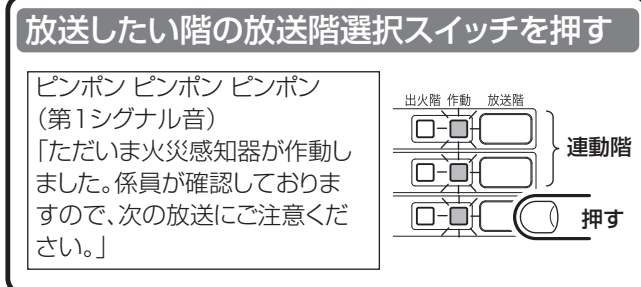 放送したい階の放送階選択スイッチを押す
ピンポン ピンポン ピンポン
（第1シグナル音）
「ただいま火災感知器が作動し
ました。係員が確認しておりま
すので、次の放送にご注意くだ
さい。」
出火階 作動 放送階
連動階
押す